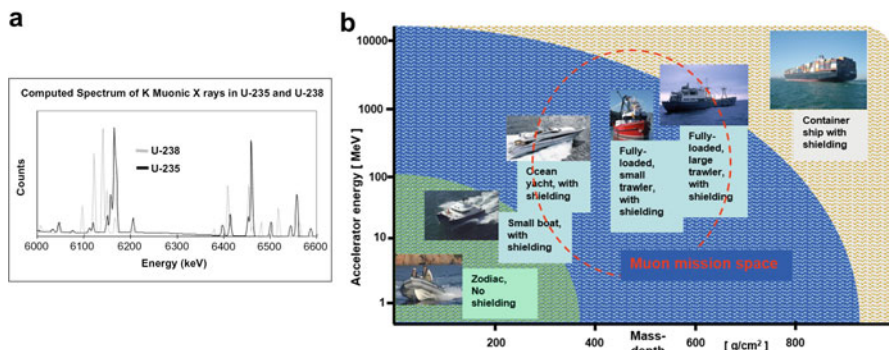 a
Computed Spectrum of K Muonic X rays in U-235 and U-238
U-238
U-235
Counts
6000
6100
6200
6300
6400
6500
6600
Energy (keV)
b
Accelerator energy [ MeV ]
10000
1000
100
10
1
Zodiac,
No
shielding
Small boat,
with
shielding
Ocean
yacht, with
shielding
Fully-
loaded,
small
trawler,
with
shielding
Fully-
loaded,
large
trawler,
with
shielding
Container
ship with
shielding
Muon mission space
200
400
600
800
Mass-
depth
[ g/cm² ]